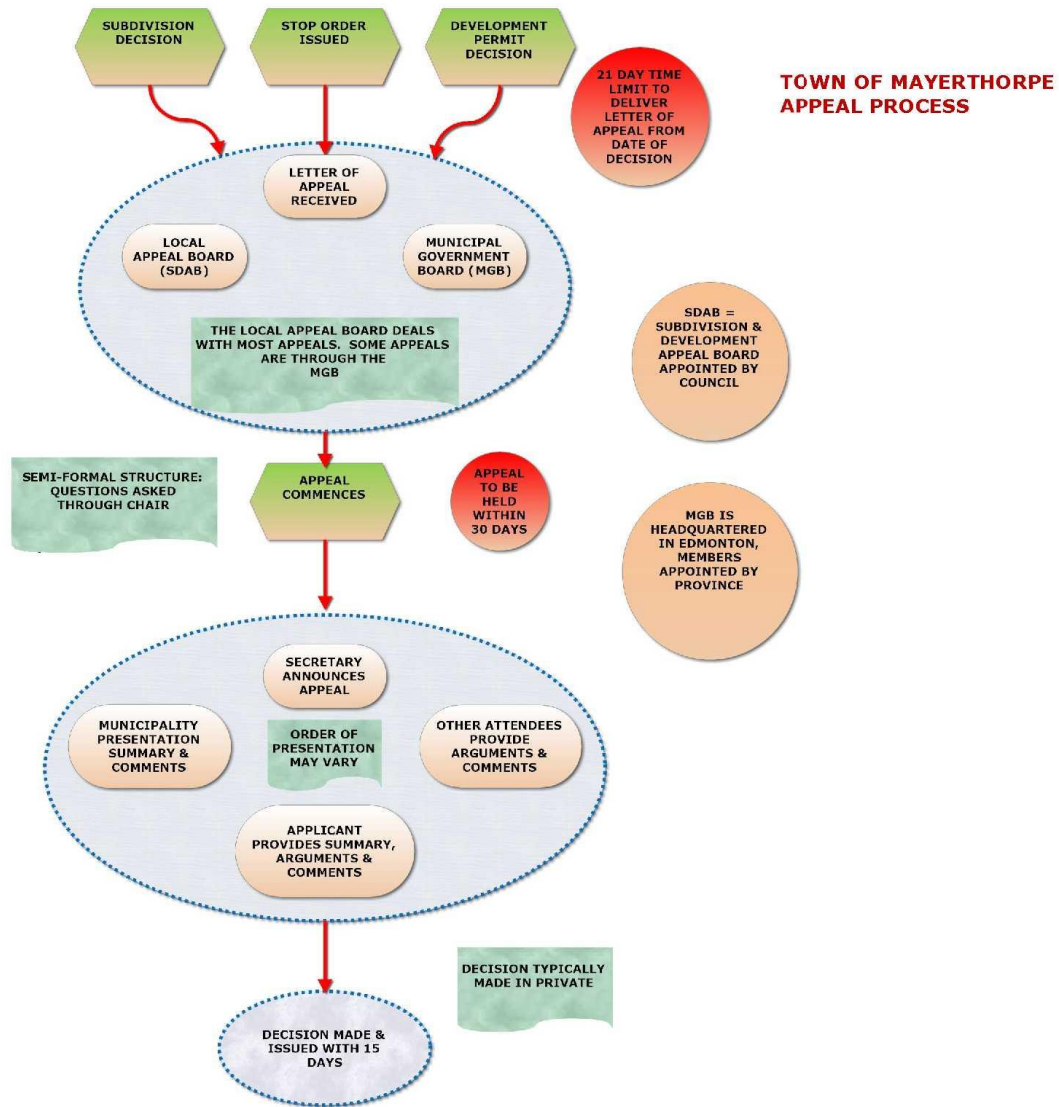 SUBDIVISION
DECISION
STOP ORDER
ISSUED
DEVELOPMENT
PERMIT
DECISION
21 DAY TIME
LIMIT TO
DELIVER
LETTER OF
APPEAL FROM
DATE OF
DECISION
TOWN OF MAYERTHORPE
APPEAL PROCESS
LETTER OF
APPEAL
RECEIVED
LOCAL
APPEAL BOARD
(SDAB)
MUNICIPAL
GOVERNMENT
BOARD (MGB)
THE LOCAL APPEAL BOARD DEALS
WITH MOST APPEALS. SOME APPEALS
ARE THROUGH THE
MGB
SDAB =
SUBDIVISION &
DEVELOPMENT
APPEAL BOARD
APPOINTED BY
COUNCIL
SEMI-FORMAL STRUCTURE:
QUESTIONS ASKED
THROUGH CHAIR
APPEAL
COMMENCES
APPEAL
TO BE
HELD
WITHIN
30 DAYS
MGB IS
HEADQUARTERED
IN EDMONTON,
MEMBERS
APPOINTED BY
PROVINCE
SECRETARY
ANNOUNCES
APPEAL
MUNICIPALITY
PRESENTATION
SUMMARY &
COMMENTS
ORDER OF
PRESENTATION
MAY VARY
OTHER ATTENDEES
PROVIDE
ARGUMENTS &
COMMENTS
APPLICANT
PROVIDES SUMMARY,
ARGUMENTS &
COMMENTS
DECISION TYPICALLY
MADE IN PRIVATE
DECISION MADE &
ISSUED WITH 15
DAYS